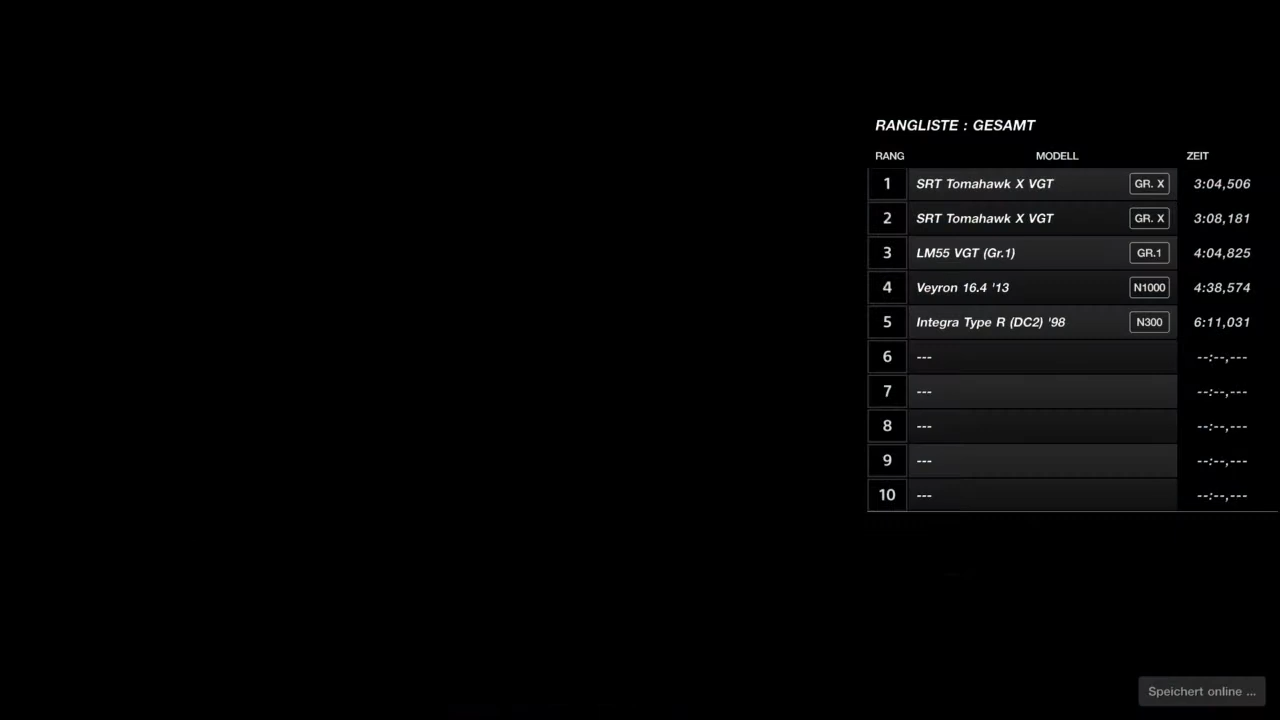 RANGLISTE : GESAMT
RANG MODELL ZEIT
1 SRT Tomahawk X VGT GR. X 3:04,506
2 SRT Tomahawk X VGT GR. X 3:08,181
3 LM55 VGT (Gr.1) GR.1 4:04,825
4 Veyron 16.4 '13 N1000 4:38,574
5 Integra Type R (DC2) '98 N300 6:11,031
6 --- --:--,---
7 --- --:--,---
8 --- --:--,---
9 --- --:--,---
10 --- --:--,---
Speichert online ...